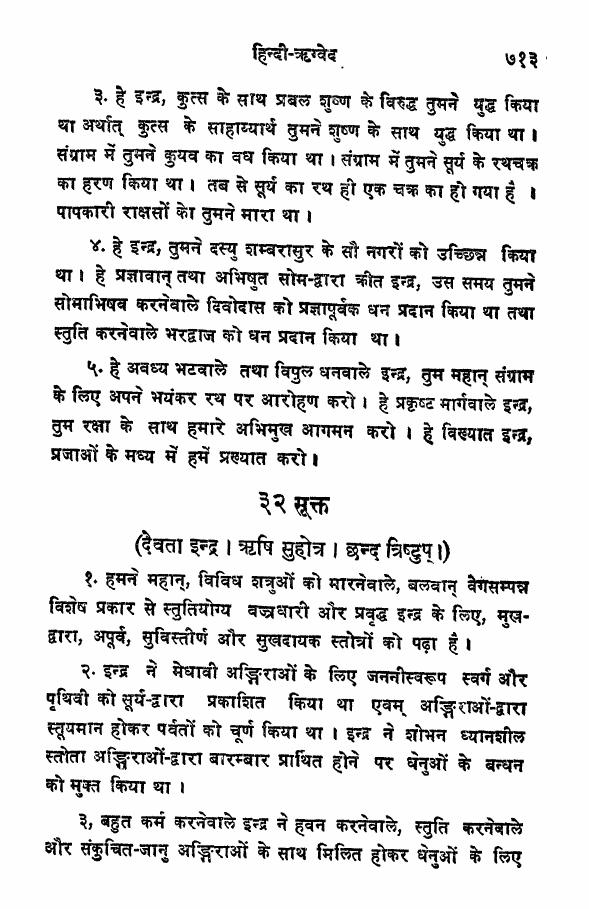 हिन्दी-ऋग्वेद
७१३
३. हे इन्द्र, कुत्स के साथ प्रबल शुष्ण के विरुद्ध तुमने युद्ध किया
था अर्थात् कुत्स के साहाय्यार्थ तुमने शुष्ण के साथ युद्ध किया था।
संग्राम में तुमने कुयव का वध किया था। संग्राम में तुमने सूर्य के रथचक्र
का हरण किया था। तब से सूर्य का रथ ही एक चक्र का हो गया है ।
पापकारी राक्षसों को तुमने मारा था।
४. हे इन्द्र, तुमने दस्यु शम्बरासुर के सौ नगरों को उच्छिन्न किया
था। हे प्रज्ञावान् तथा अभिषुत सोम-द्वारा क्रीत इन्द्र, उस समय तुमने
सोमाभिषव करनेवाले दिवोदास को प्रज्ञापूर्वक धन प्रदान किया था तथा
स्तुति करनेवाले भरद्वाज को धन प्रदान किया था।
५. हे अवध्य भटवाले तथा विपुल धनवाले इन्द्र, तुम महान् संग्राम
के लिए अपने भयंकर रथ पर आरोहण करो। हे प्रकृष्ट मार्गवाले इन्द्र,
तुम रक्षा के साथ हमारे अभिमुख आगमन करो । हे विख्यात इन्द्र,
प्रजाओं के मध्य में हमें प्रख्यात करो।
३२ सूक्त
(देवता इन्द्र। ऋषि सुहोत्र। छन्द त्रिष्टुप्।)
१. हमने महान्, विविध शत्रुओं को मारनेवाले, बलवान् वेगसम्पन्न
विशेष प्रकार से स्तुतियोग्य वज्रधारी और प्रवृद्ध इन्द्र के लिए, मुख-
द्वारा, अपूर्व, सुविस्तीर्ण और सुखदायक स्तोत्रों को पढ़ा है।
२. इन्द्र ने मेधावी अङ्गिराओं के लिए जननीस्वरूप स्वर्ग और
पृथिवी को सूर्य-द्वारा प्रकाशित किया था एवम् अङ्गिराओं-द्वारा
स्तूयमान होकर पर्वतों को चूर्ण किया था। इन्द्र ने शोभन ध्यानशील
स्तोता अङ्गिराओं-द्वारा बारम्बार प्रार्थित होने पर धेनुओं के बन्धन
को मुक्त किया था।
३, बहुत कर्म करनेवाले इन्द्र ने हवन करनेवाले, स्तुति करनेवाले
और संकुचित-जानु अङ्गिराओं के साथ मिलित होकर धेनुओं के लिए